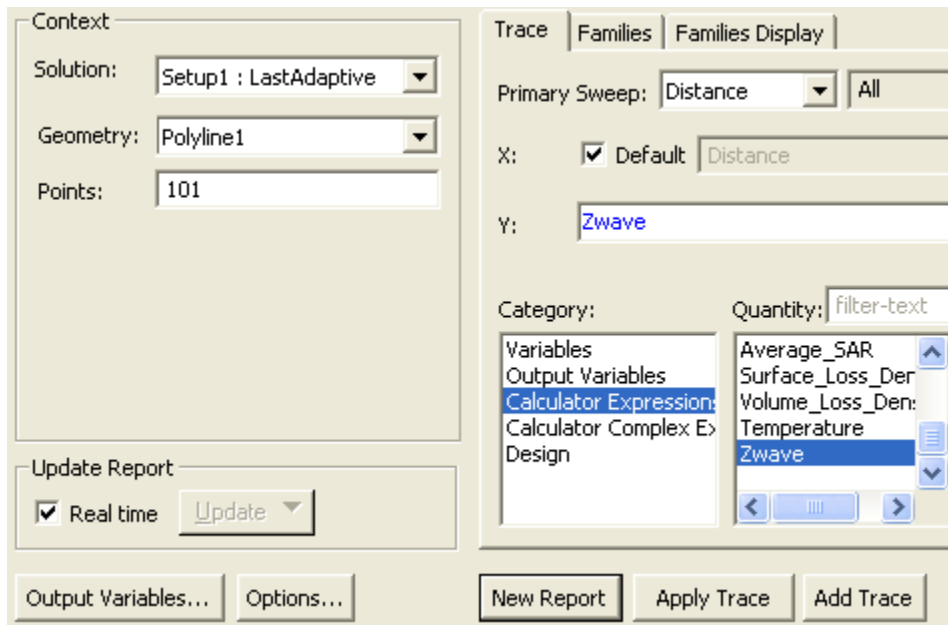 Context
Solution:
Setup1 : LastAdaptive
Geometry:
Polyline1
Points:
101
Update Report
Real time
Update
Output Variables...
Options...
Trace
Families
Families Display
Primary Sweep:
Distance
All
X:
Default
Distance
Y:
Zwave
Category:
Variables
Output Variables
Calculator Expressions
Calculator Complex Ex
Design
Quantity:
filter-text
Average_SAR
Surface_Loss_Den
Volume_Loss_Dens
Temperature
Zwave
New Report
Apply Trace
Add Trace